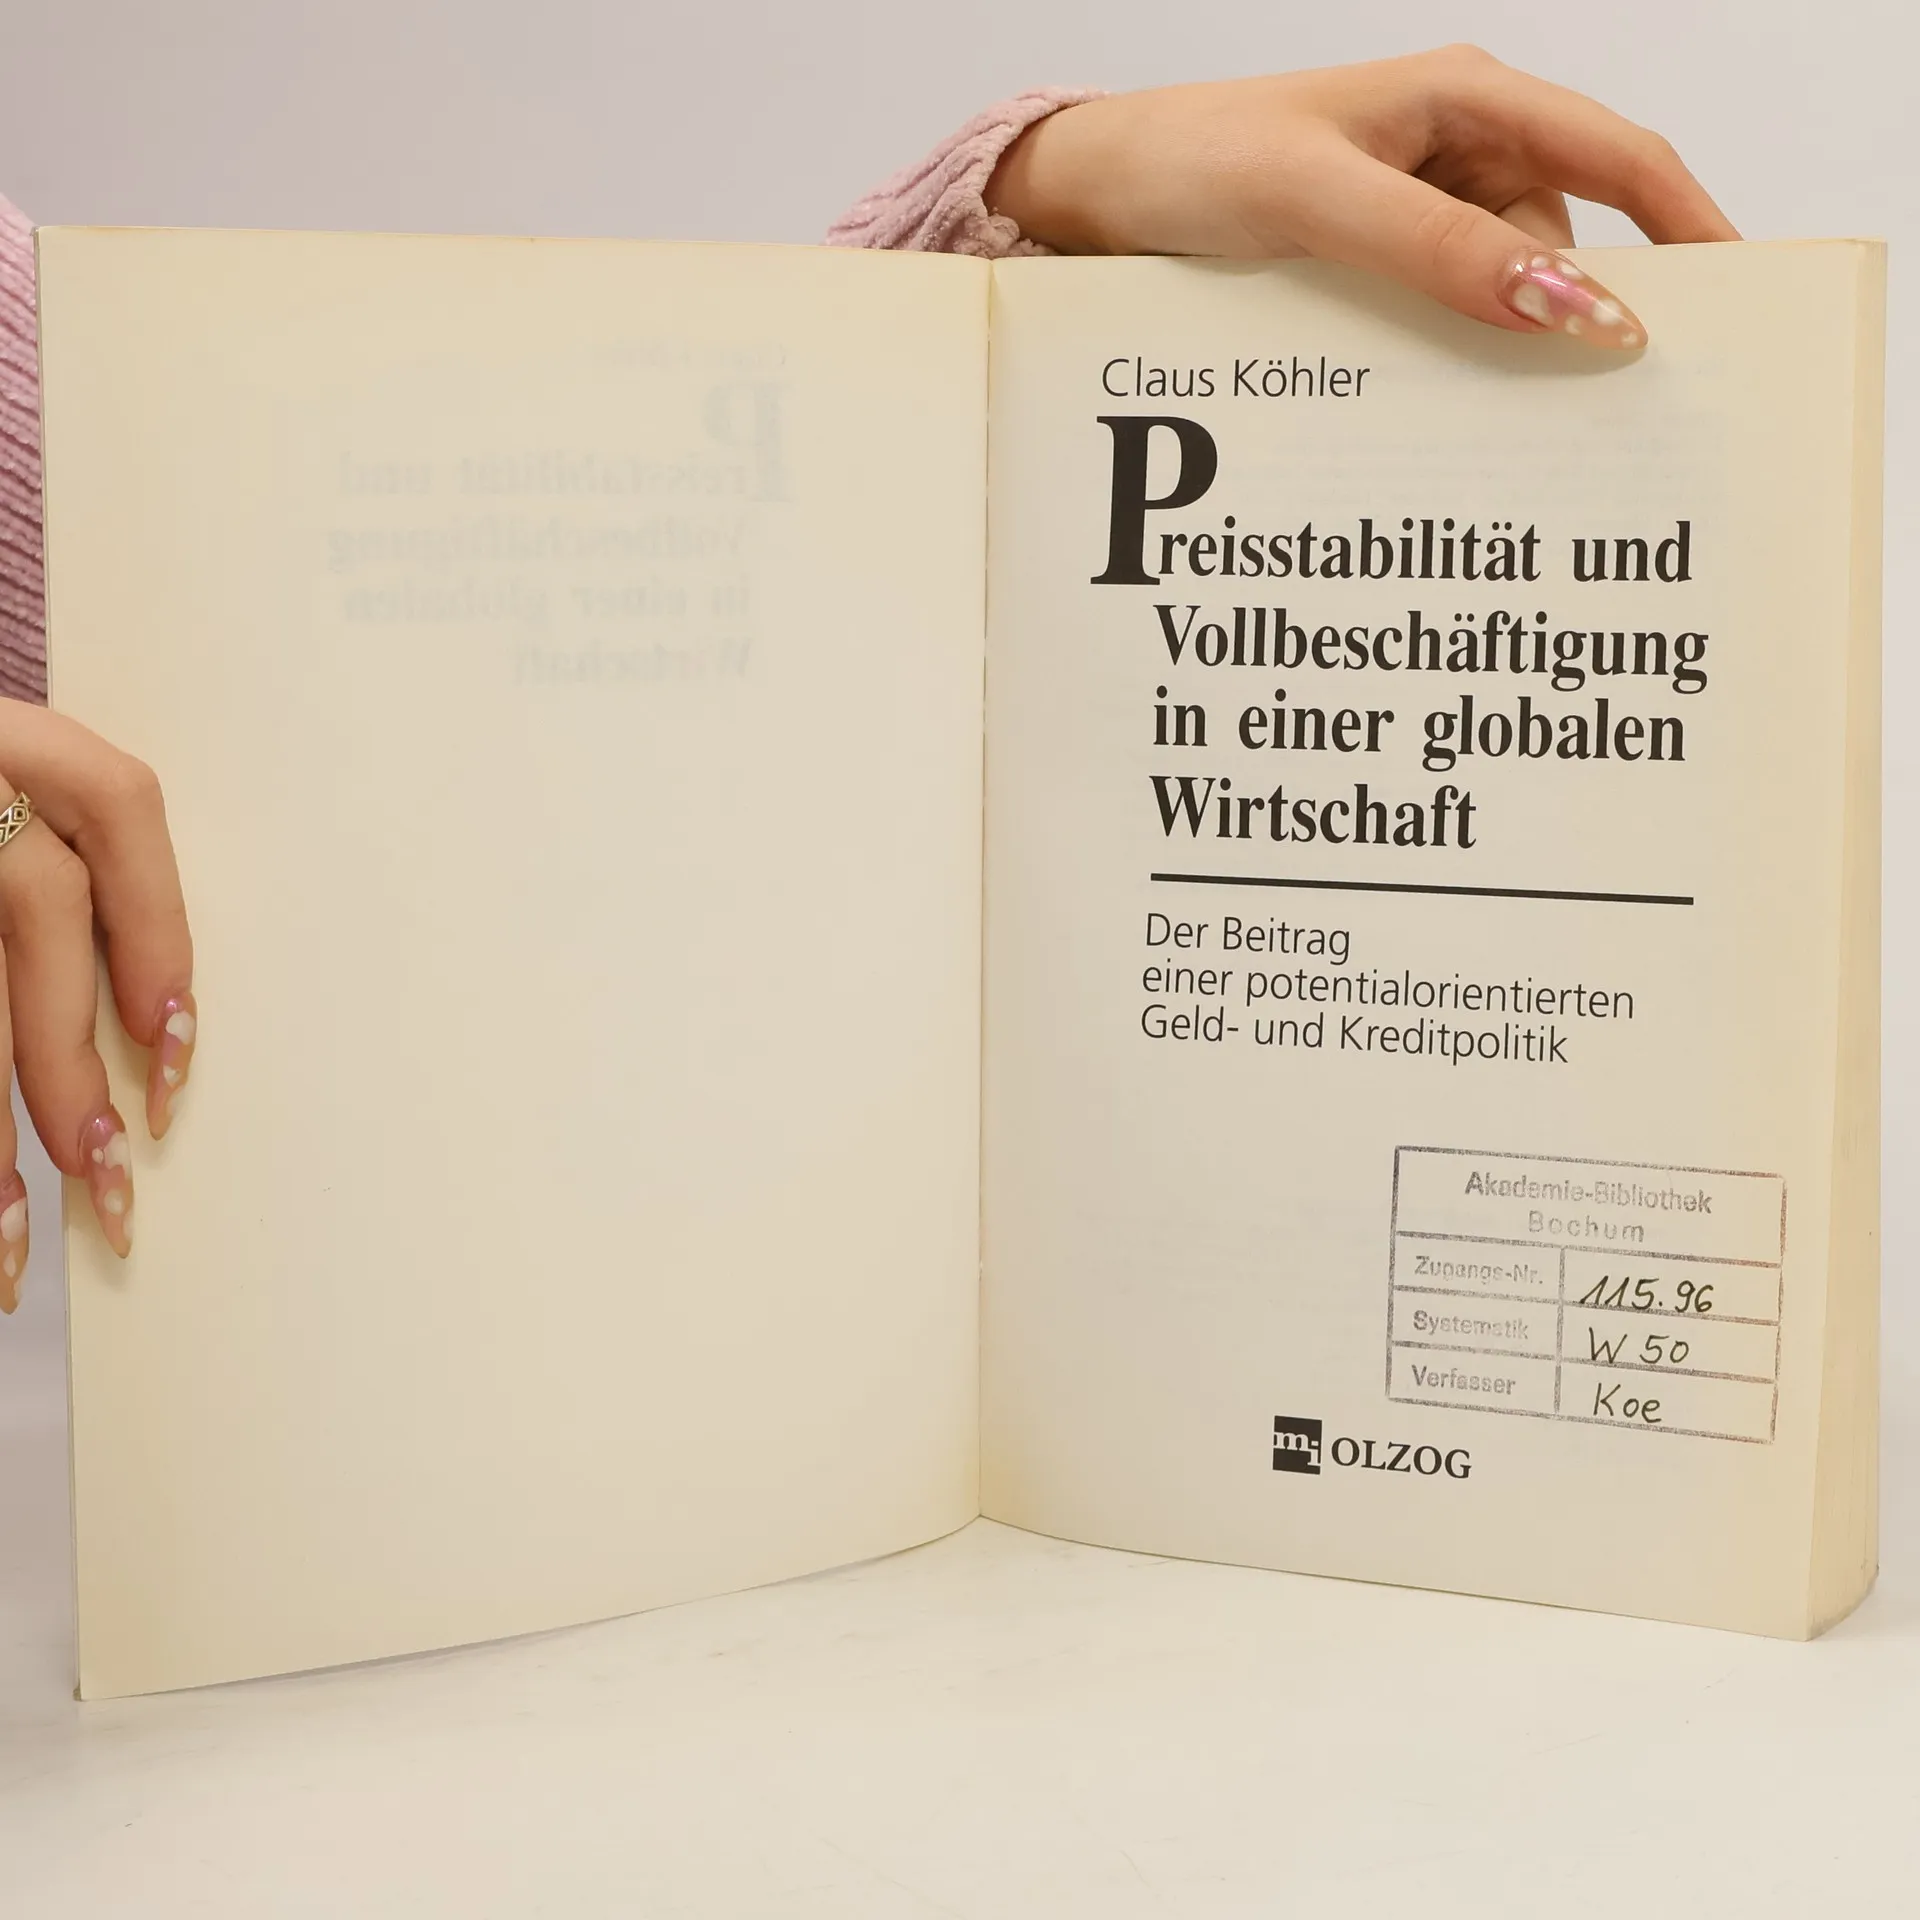 Claus Köhler
Preisstabilität und
Vollbeschäftigung
in einer globalen
Wirtschaft
Der Beitrag
einer potentialorientierten
Geld- und Kreditpolitik
Akademie-Bibliothek
Bochum
Zugangs-Nr. 115.96
Systematik W 50
Verfasser Koe
mi OLZOG